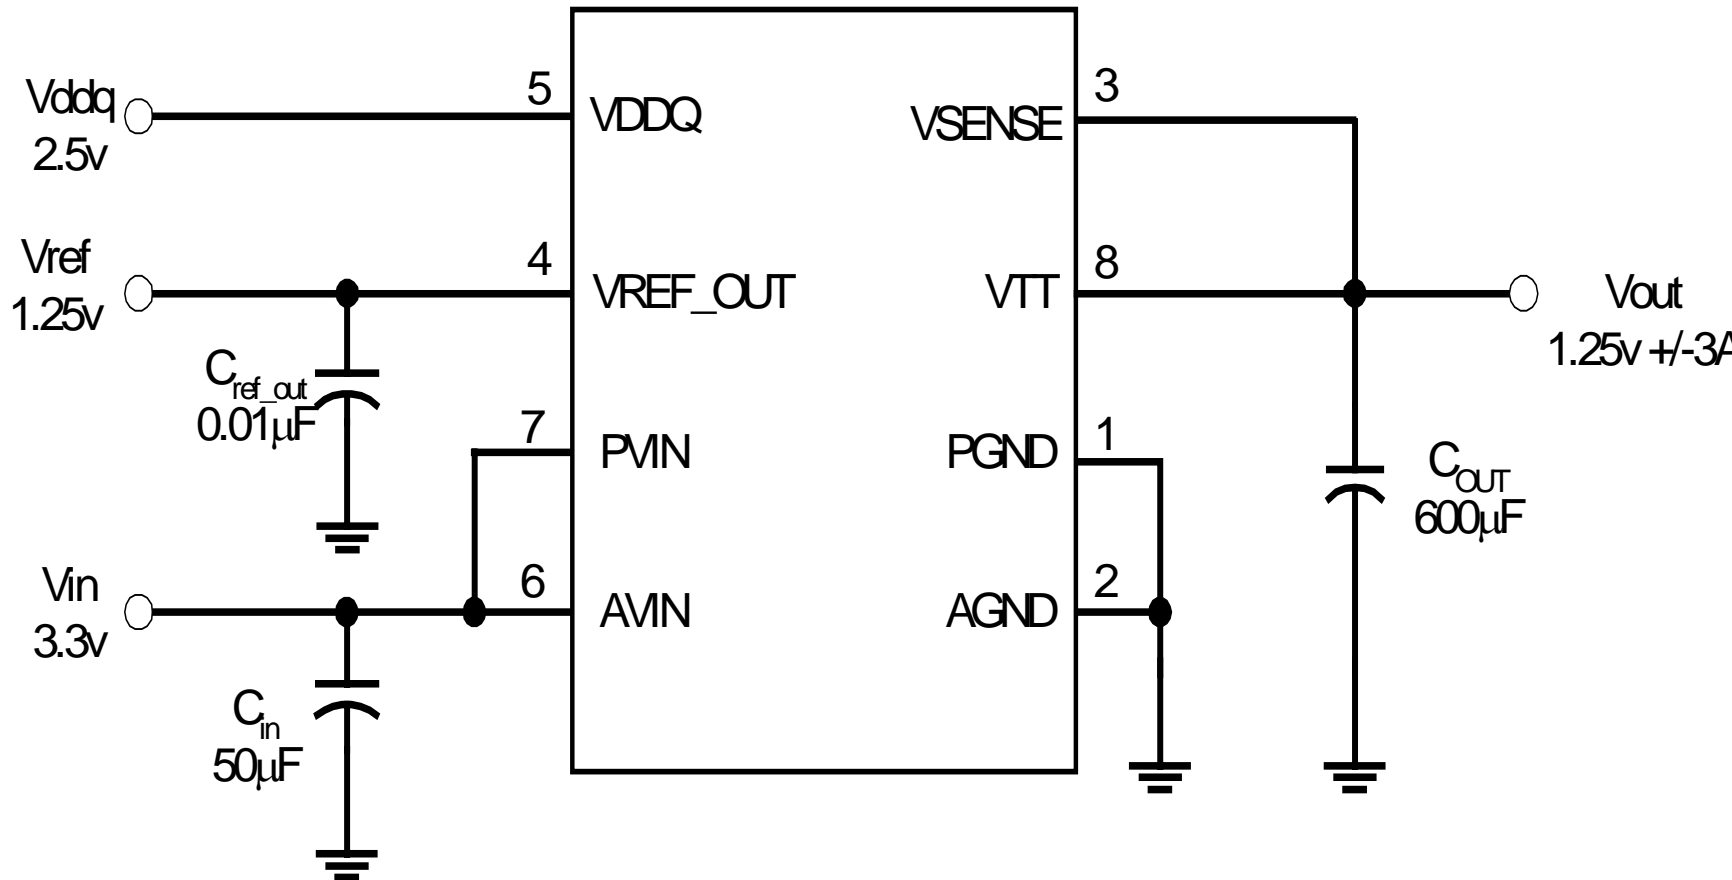 Vddq
2.5v
5
VDDQ
VSENSE
3
Vref
1.25v
4
VREF_OUT
VTT
8
Vout
1.25v +/-3A
Cref_out
0.01µF
7
PVIN
PGND
1
COUT
600µF
Vin
3.3v
6
AVIN
AGND
2
Cin
50µF